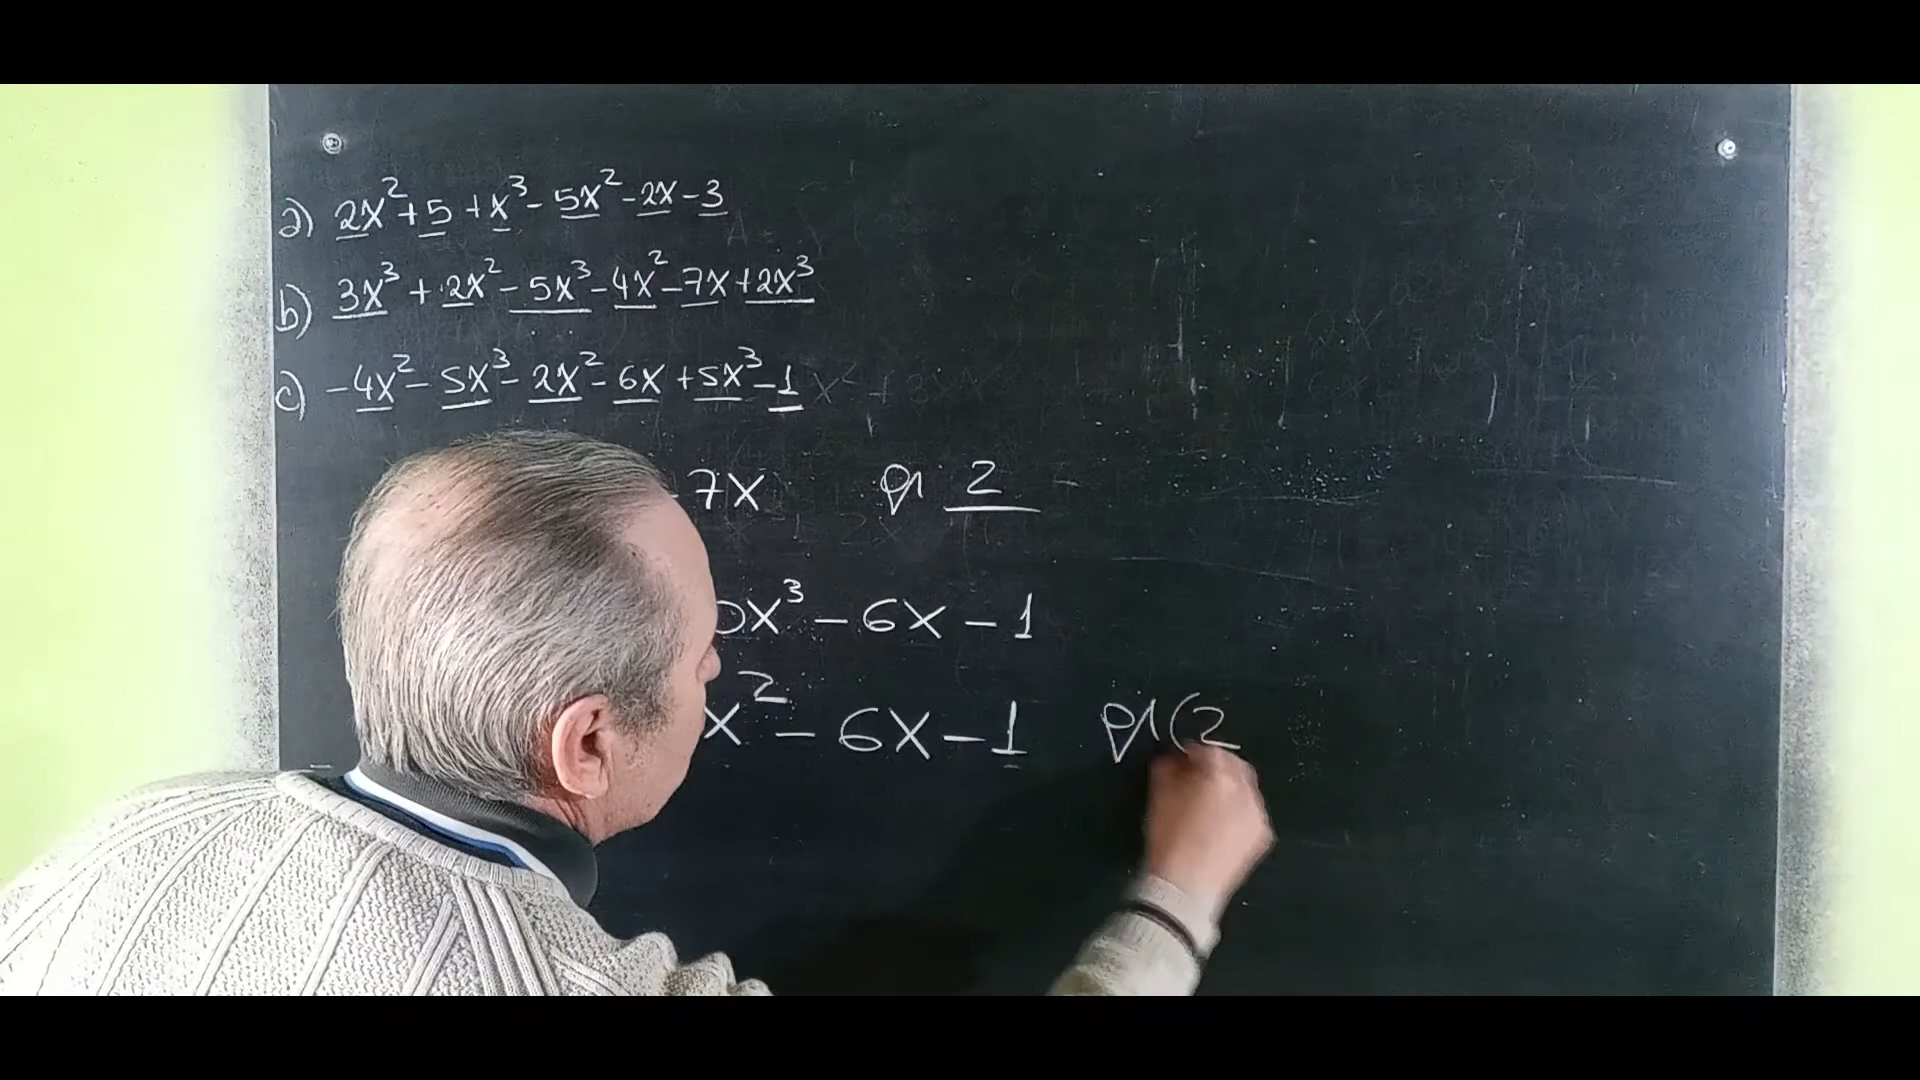 a) 2x² + 5 + x³ - 5x² - 2x - 3
b) 3x³ + 2x² - 5x³ - 4x² - 7x + 2x³
c) -4x² - 5x³ - 2x² - 6x + 5x³ - 1
- 7x gr 2
0x³ - 6x - 1
x² - 6x - 1 gr(2